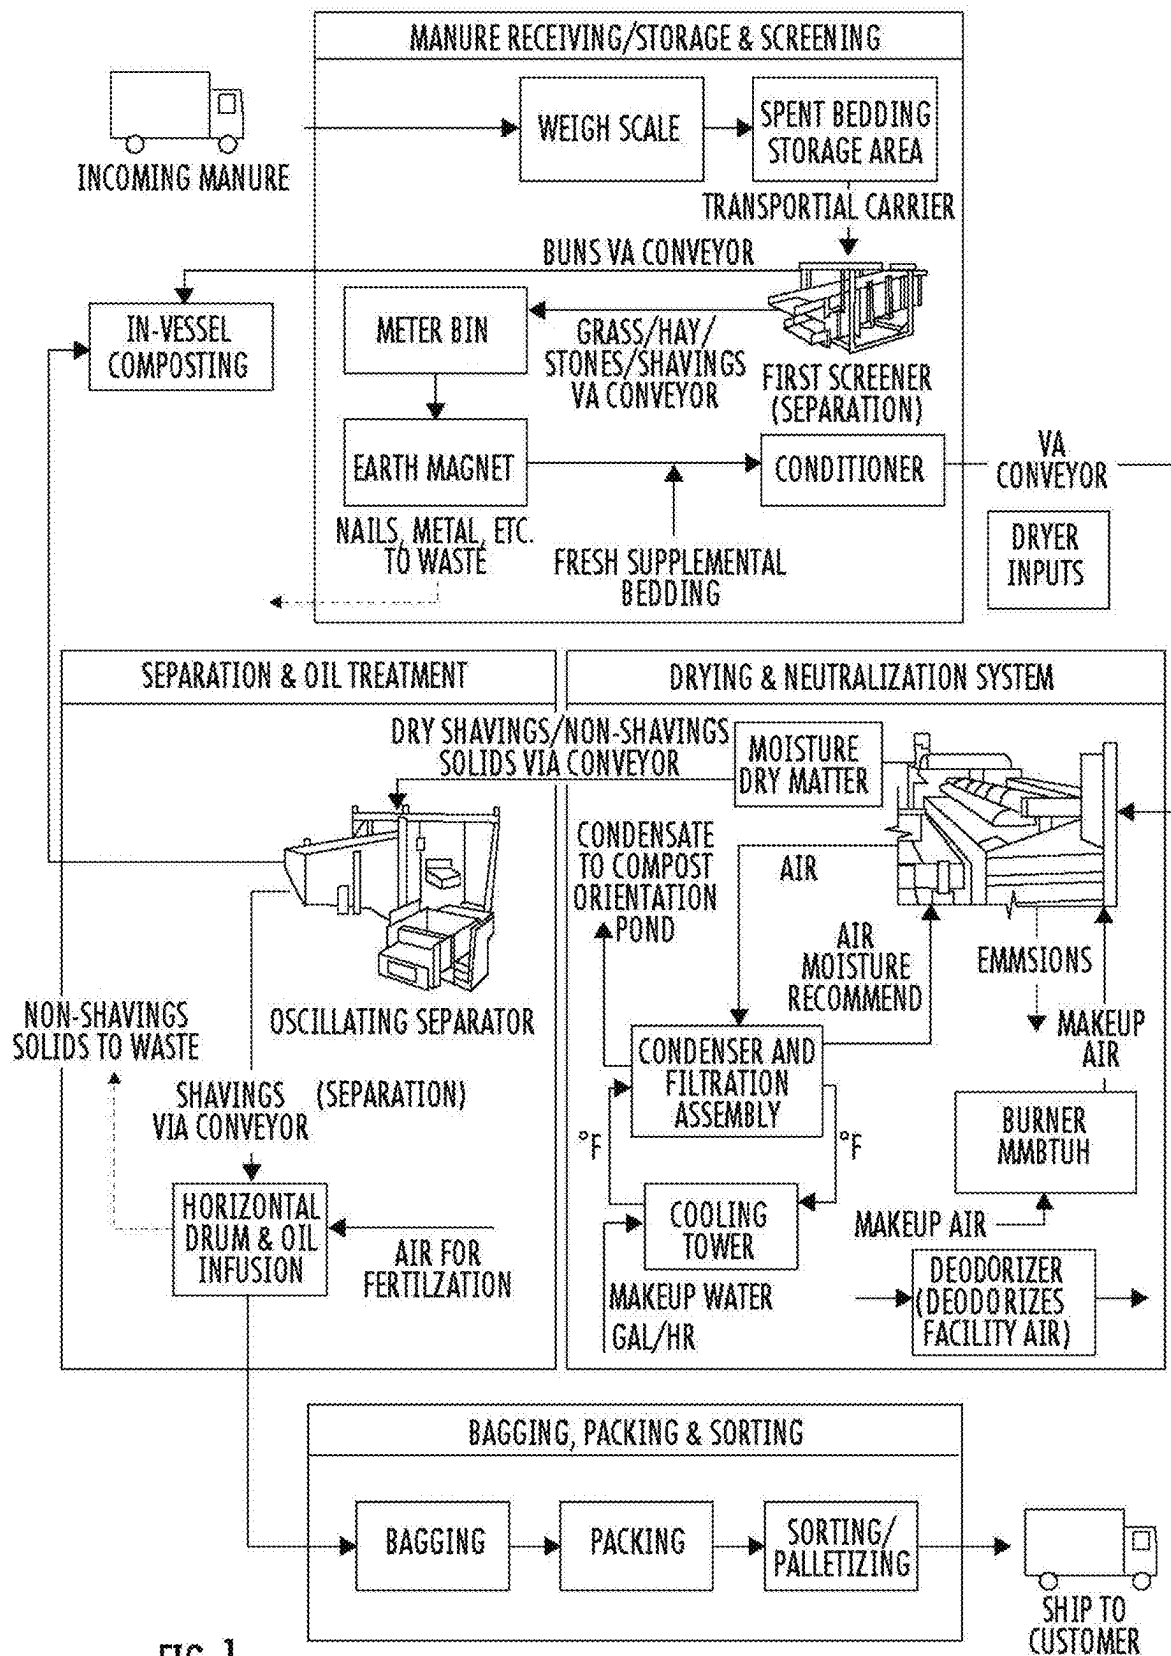 MANURE RECEIVING/STORAGE & SCREENING
INCOMING MANURE
WEIGH SCALE
SPENT BEDDING
STORAGE AREA
TRANSPORTIAL CARRIER
BUNS VA CONVEYOR
IN-VESSEL
COMPOSTING
METER BIN
GRASS/HAY/
STONES/SHAVINGS
VA CONVEYOR
FIRST SCREENER
(SEPARATION)
EARTH MAGNET
CONDITIONER
VA
CONVEYOR
NAILS, METAL, ETC.
TO WASTE
FRESH SUPPLEMENTAL
BEDDING
DRYER
INPUTS
SEPARATION & OIL TREATMENT
DRYING & NEUTRALIZATION SYSTEM
DRY SHAVINGS/NON-SHAVINGS
SOLIDS VIA CONVEYOR
MOISTURE
DRY MATTER
CONDENSATE
TO COMPOST
ORIENTATION
POND
AIR
AIR
MOISTURE
RECOMMEND
EMMSIONS
MAKEUP
AIR
OSCILLATING SEPARATOR
NON-SHAVINGS
SOLIDS TO WASTE
SHAVINGS
VIA CONVEYOR
(SEPARATION)
CONDENSER AND
FILTRATION
ASSEMBLY
°F
°F
BURNER
MMBTUH
COOLING
TOWER
MAKEUP AIR
HORIZONTAL
DRUM & OIL
INFUSION
AIR FOR
FERTILZATION
MAKEUP WATER
GAL/HR
DEODORIZER
(DEODORIZES
FACILITY AIR)
BAGGING, PACKING & SORTING
BAGGING
PACKING
SORTING/
PALLETIZING
SHIP TO
CUSTOMER
FIG. 1